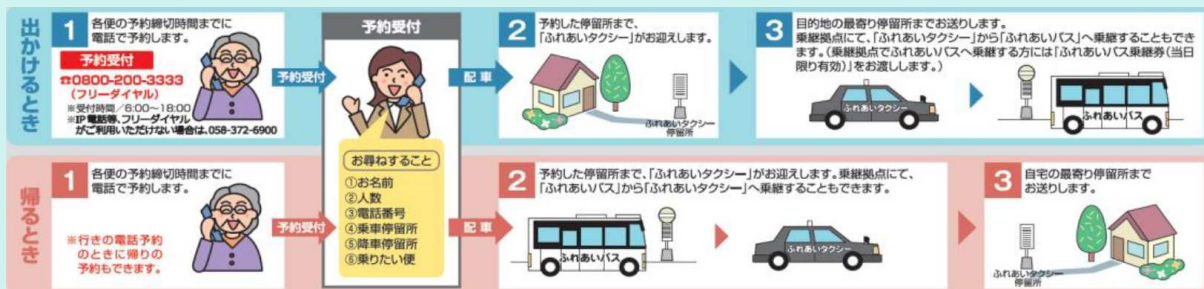 出かけるとき
1
各便の予約締切時間までに
電話で予約します。
予約受付
☎0800-200-3333
（フリーダイヤル）
※受付時間／6:00～18:00
※IP電話等、フリーダイヤル
がご利用いただけない場合は、058-372-6900
予約受付
予約受付
配車
2
予約した停留所まで、
「ふれあいタクシー」がお迎えします。
ふれあいタクシー
停留所
3
目的地の最寄り停留所までお送りします。
乗継拠点にて、「ふれあいタクシー」から「ふれあいバス」へ乗継することもでき
ます。（乗継拠点でふれあいバスへ乗継する方には「ふれあいバス乗継券（当日
限り有効）」をお渡しします。）
ふれあいタクシー
ふれあいバス
お尋ねすること
①お名前
②人数
③電話番号
④乗車停留所
⑤降車停留所
⑥乗りたい便
帰るとき
1
各便の予約締切時間までに
電話で予約します。
※行きの電話予約
のときに帰りの
予約もできます。
予約受付
配車
2
予約した停留所まで、「ふれあいタクシー」がお迎えします。乗継拠点にて、
「ふれあいバス」から「ふれあいタクシー」へ乗継することもできます。
ふれあいバス
ふれあいタクシー
3
自宅の最寄り停留所まで
お送りします。
ふれあいタクシー
停留所